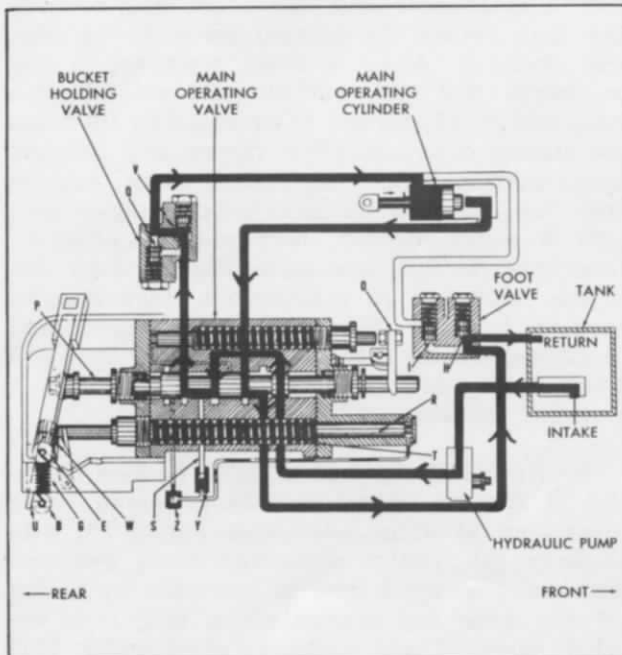 BUCKET
HOLDING
VALVE
MAIN
OPERATING
VALVE
MAIN
OPERATING
CYLINDER
V
Q
P
O
FOOT
VALVE
TANK
RETURN
I
H
INTAKE
R
T
U B G E W S Z Y
HYDRAULIC PUMP
REAR
FRONT